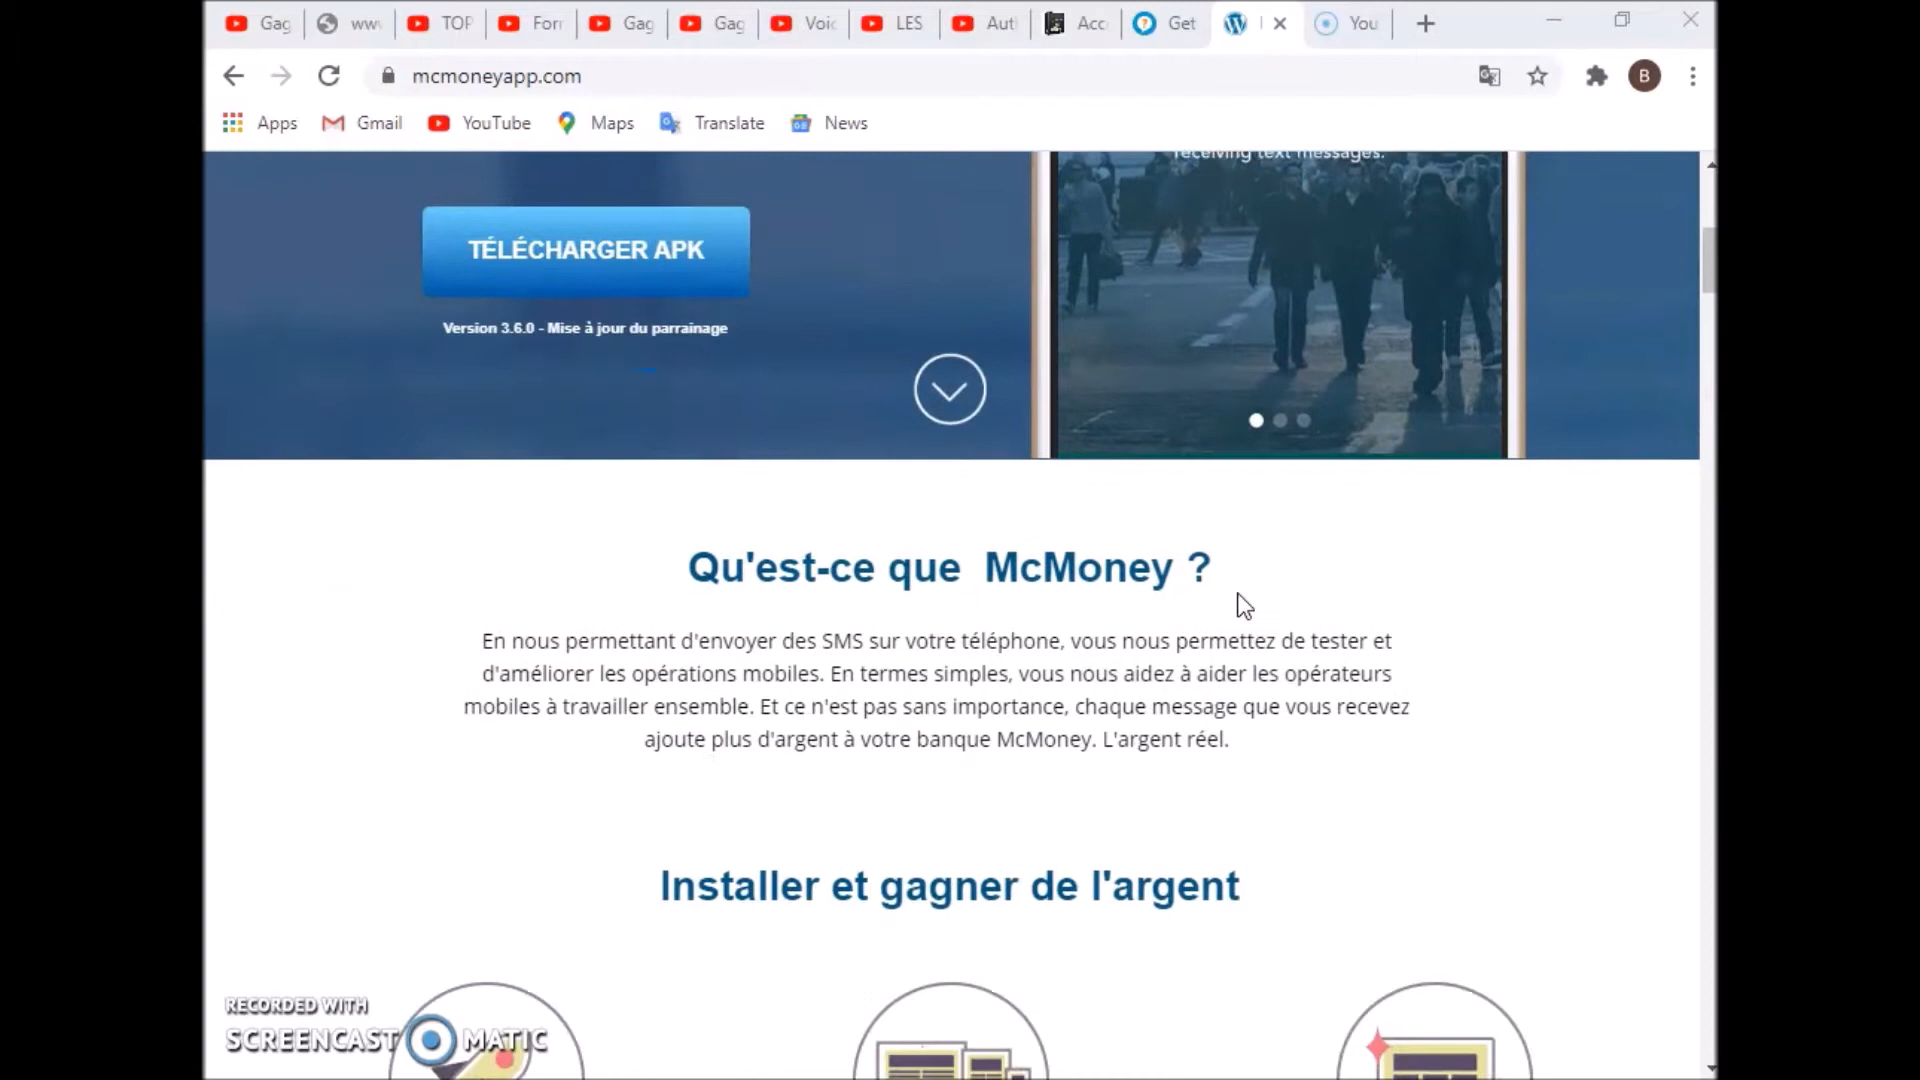 Gag www TOP For Gag Gag Voic LES Aut Acc Get You
mcmoneyapp.com
B
Apps Gmail YouTube Maps Translate News
receiving text messages.
TÉLÉCHARGER APK
Version 3.6.0 - Mise à jour du parrainage
Qu'est-ce que McMoney ?
En nous permettant d'envoyer des SMS sur votre téléphone, vous nous permettez de tester et
d'améliorer les opérations mobiles. En termes simples, vous nous aidez à aider les opérateurs
mobiles à travailler ensemble. Et ce n'est pas sans importance, chaque message que vous recevez
ajoute plus d'argent à votre banque McMoney. L'argent réel.
Installer et gagner de l'argent
RECORDED WITH
SCREENCAST MATIC